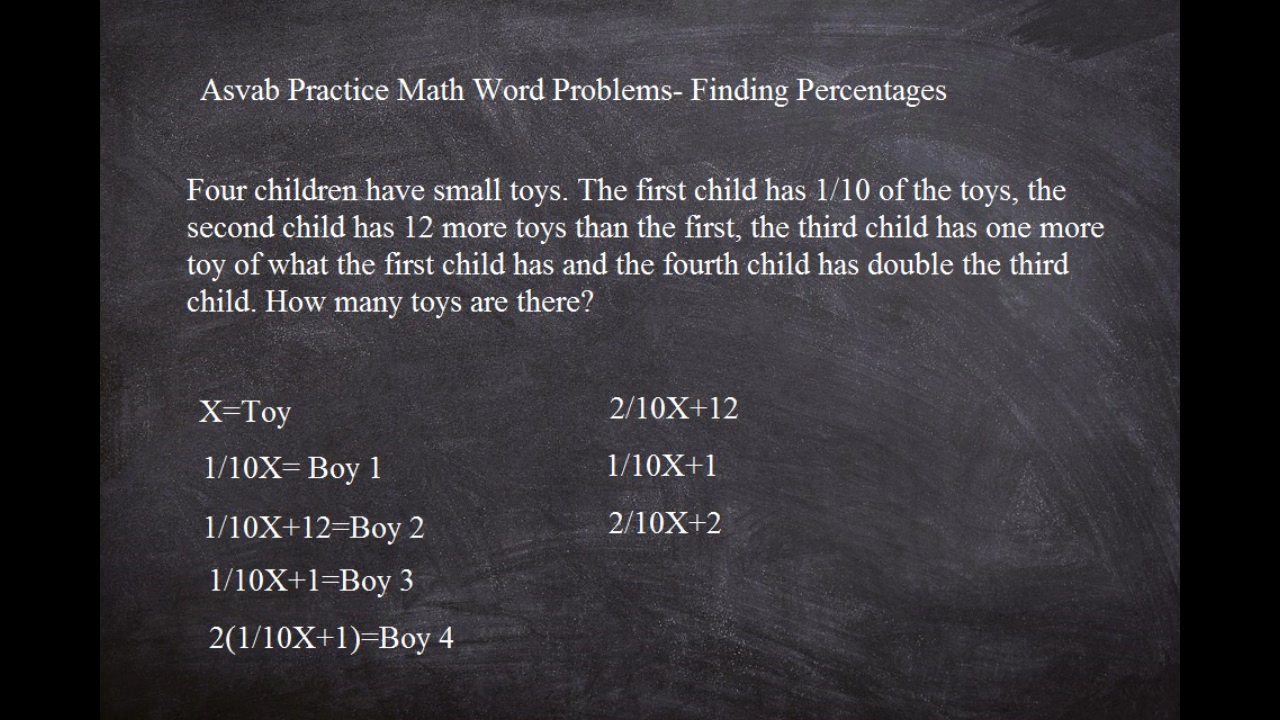 Asvab Practice Math Word Problems- Finding Percentages
Four children have small toys. The first child has 1/10 of the toys, the
second child has 12 more toys than the first, the third child has one more
toy of what the first child has and the fourth child has double the third
child. How many toys are there?
X=Toy
1/10X= Boy 1
1/10X+12=Boy 2
1/10X+1=Boy 3
2(1/10X+1)=Boy 4
2/10X+12
1/10X+1
2/10X+2